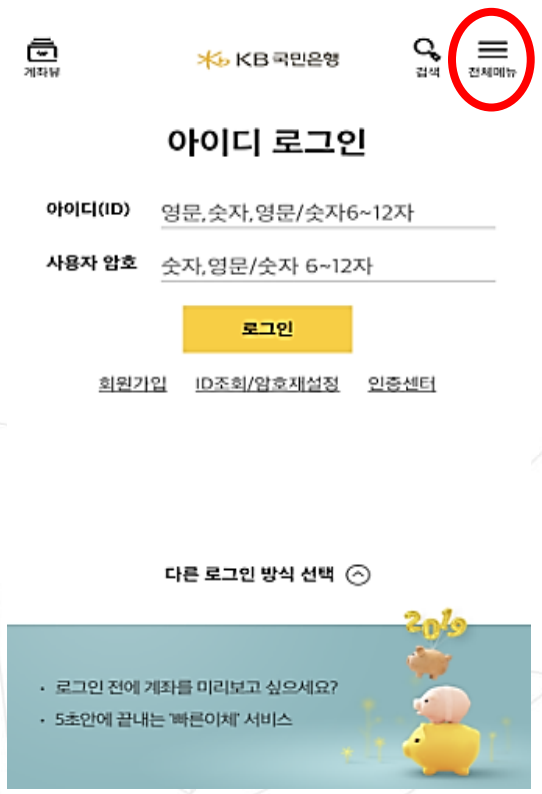 KB 국민은행
계좌뷰 검색 전체메뉴
아이디 로그인
아이디(ID) 영문,숫자,영문/숫자6~12자
사용자 암호 숫자,영문/숫자 6~12자
로그인
회원가입 ID조회/암호재설정 인증센터
다른 로그인 방식 선택
2019
· 로그인 전에 계좌를 미리보고 싶으세요?
· 5초안에 끝내는 '빠른이체' 서비스